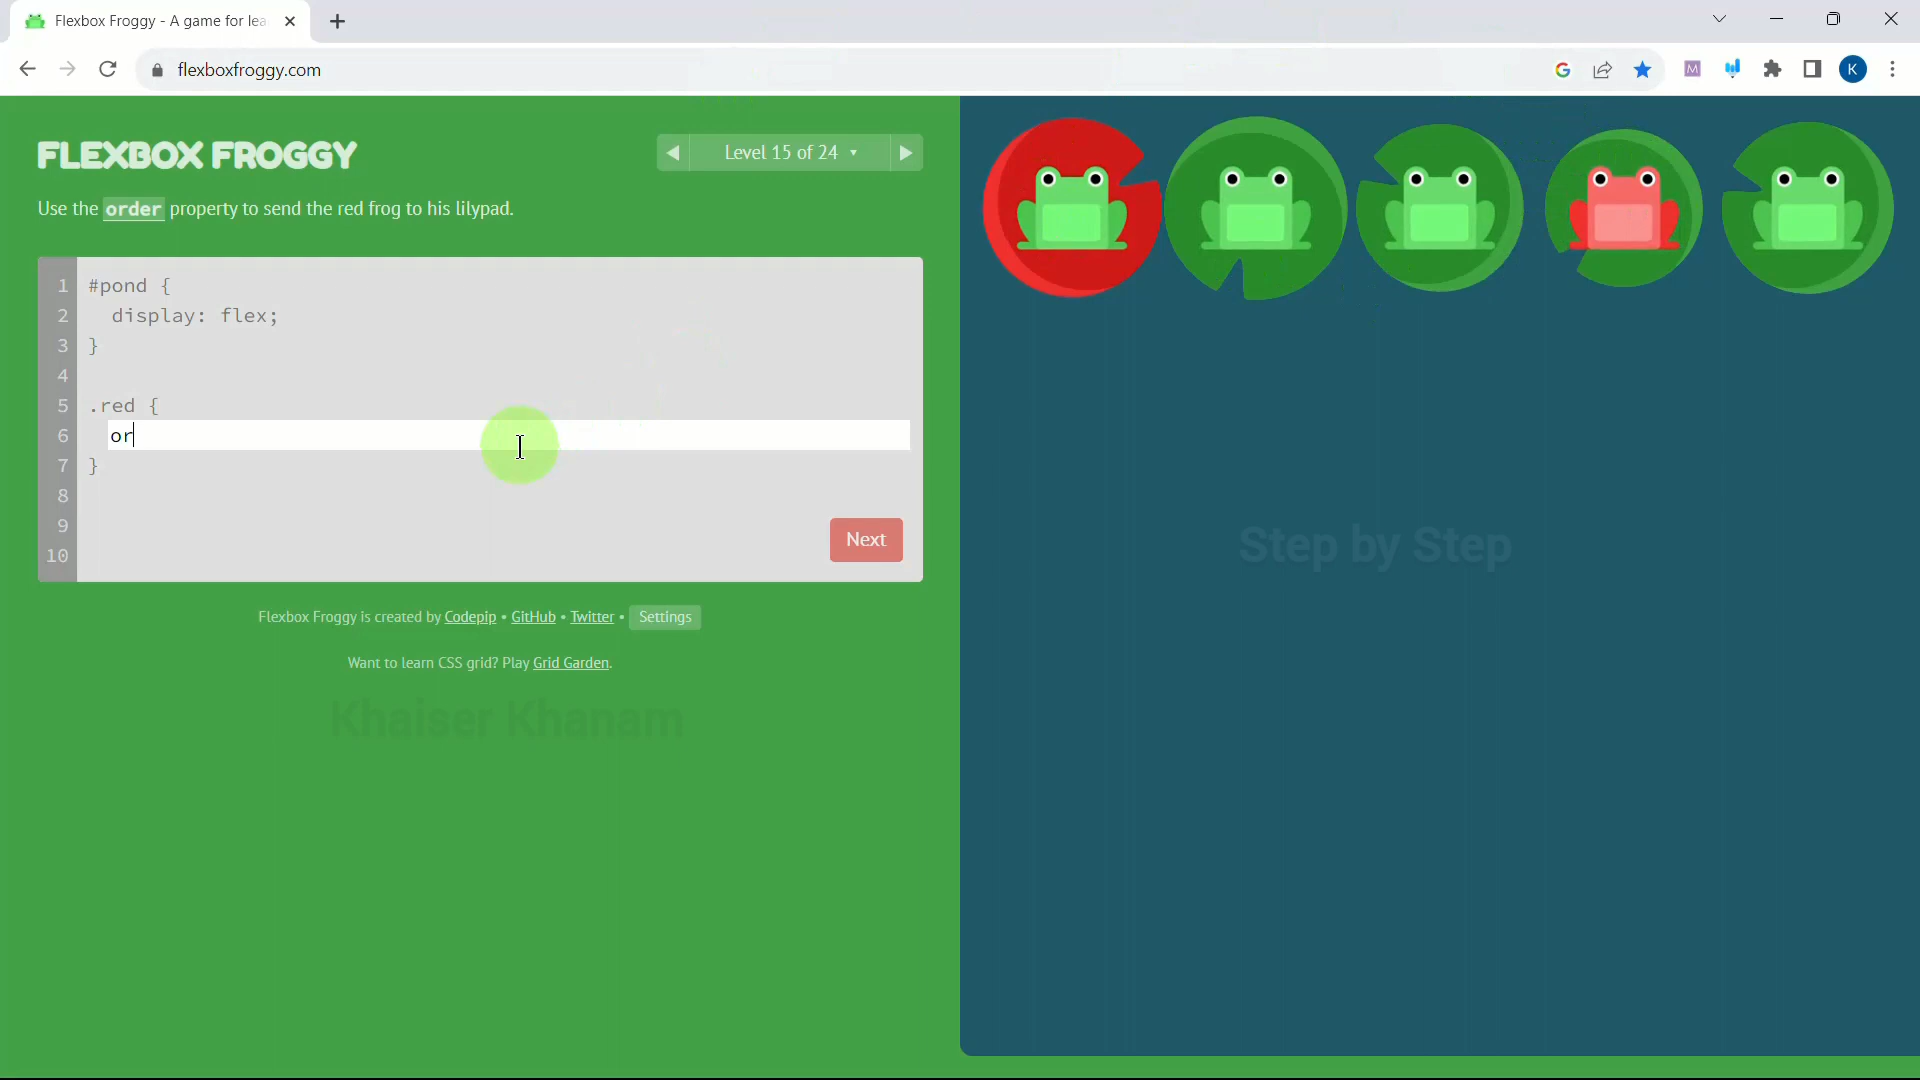 Flexbox Froggy - A game for lea
flexboxfroggy.com
G
M
K
FLEXBOX FROGGY
Level 15 of 24
Use the order property to send the red frog to his lilypad.
1 #pond {
2 display: flex;
3 }
4
5 .red {
6 or
7 }
8
9
10
Next
Step by Step
Flexbox Froggy is created by Codepip • GitHub • Twitter • Settings
Want to learn CSS grid? Play Grid Garden.
Khaiser Khanam